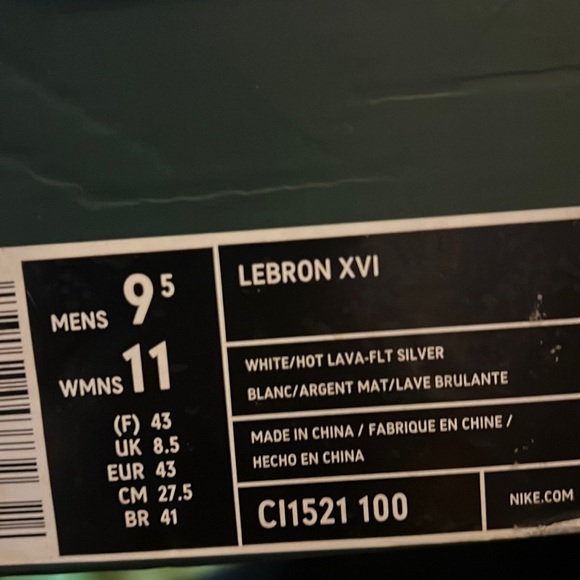 MENS 9⁵
WMNS 11
(F) 43
UK 8.5
EUR 43
CM 27.5
BR 41
LEBRON XVI
WHITE/HOT LAVA-FLT SILVER
BLANC/ARGENT MAT/LAVE BRULANTE
MADE IN CHINA / FABRIQUE EN CHINE /
HECHO EN CHINA
CI1521 100
NIKE.COM